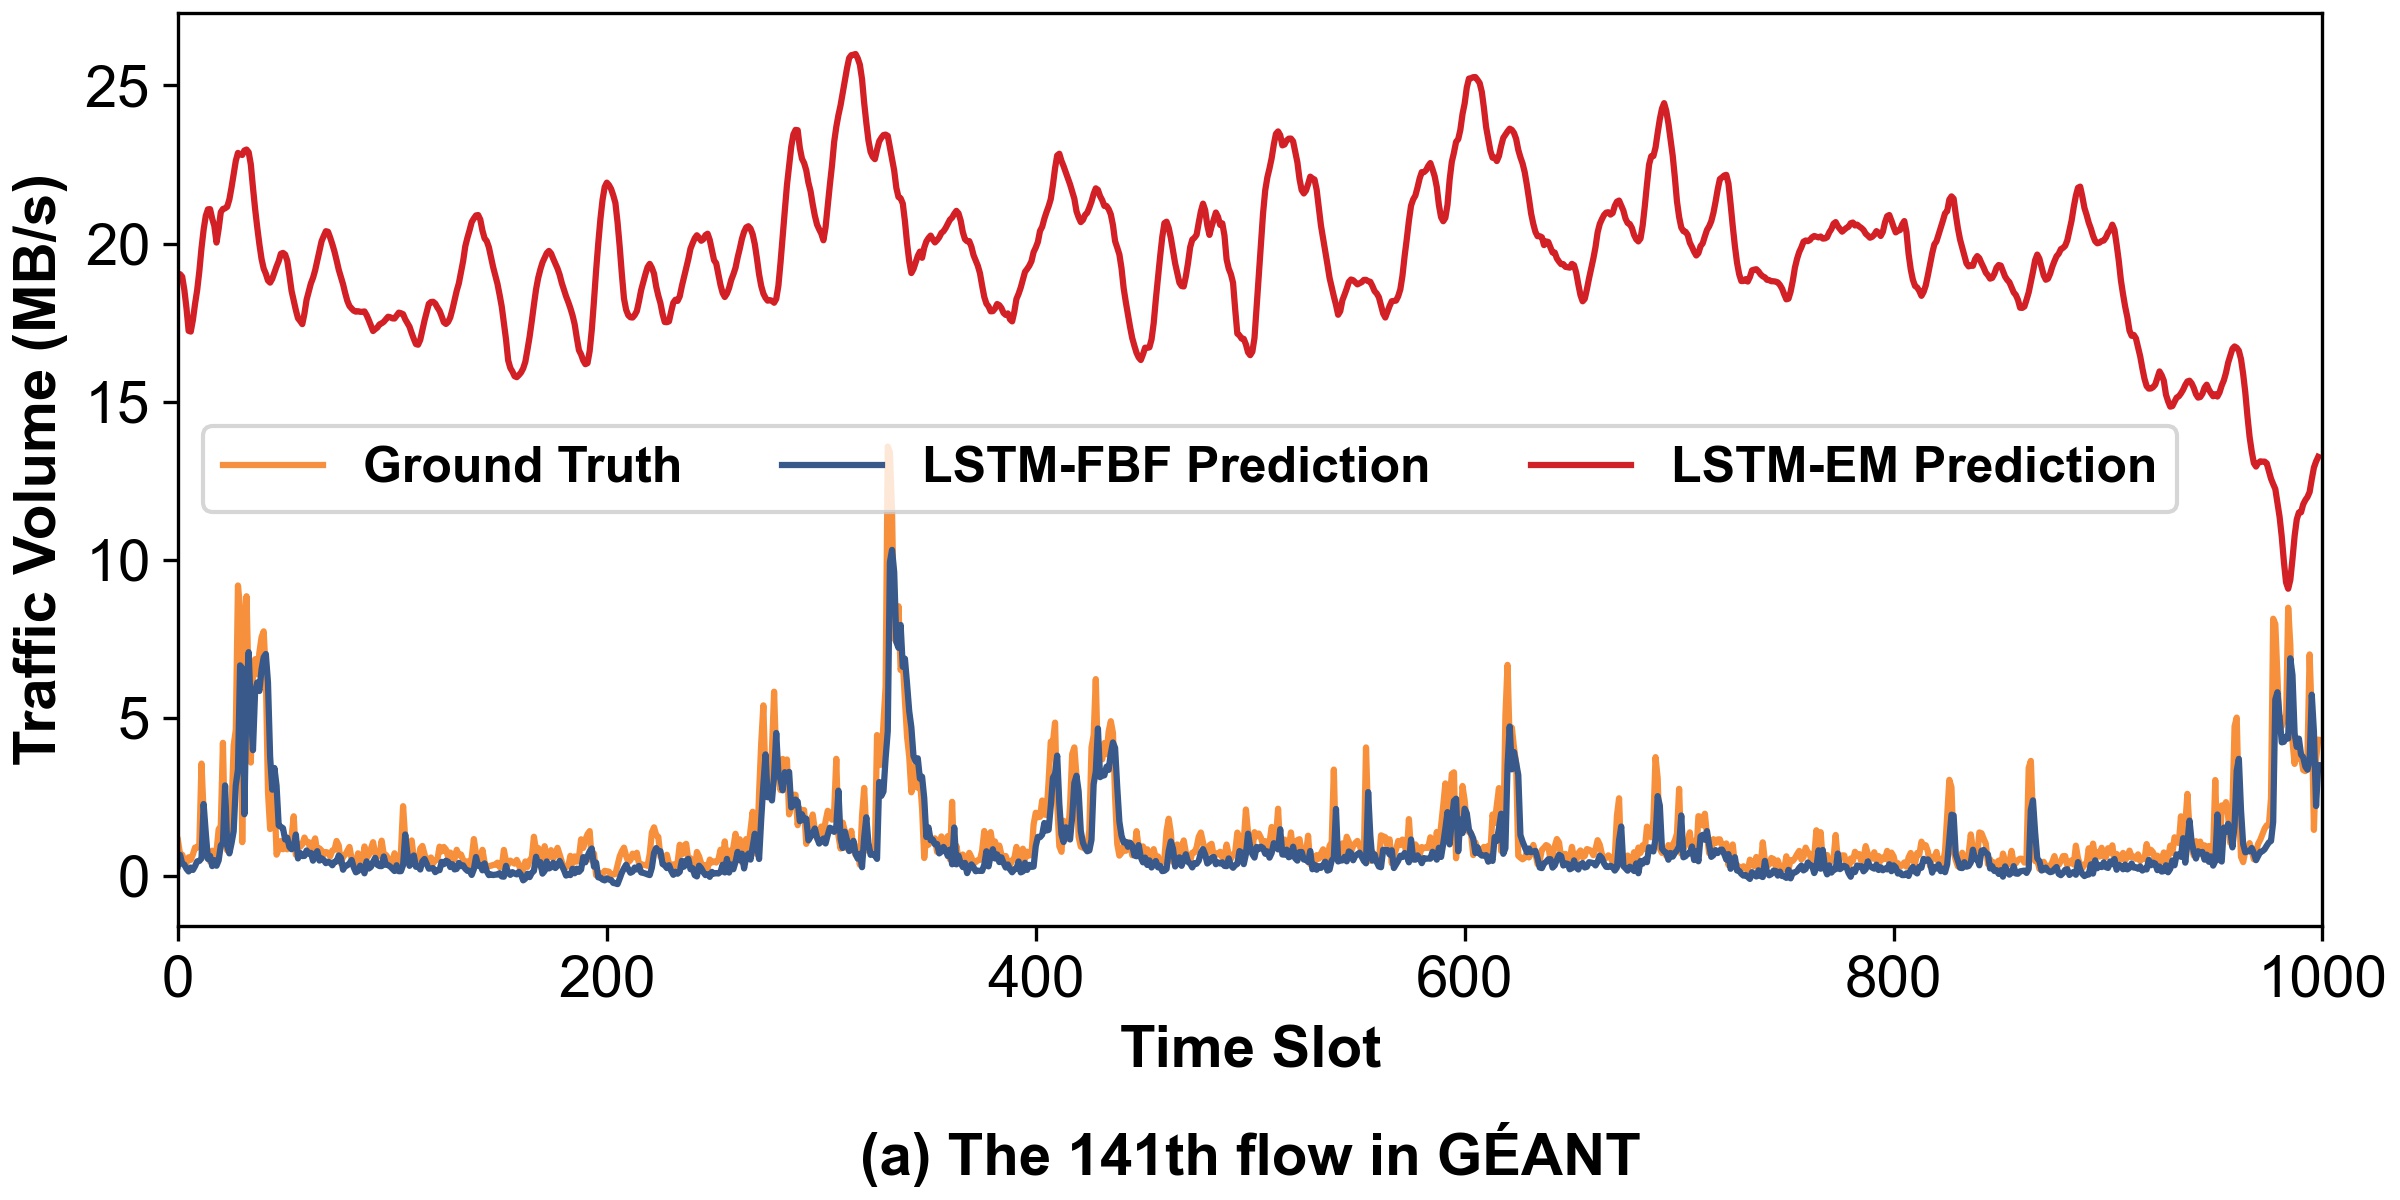 Traffic Volume (MB/s)
25
20
15
10
5
0
Ground Truth
LSTM-FBF Prediction
LSTM-EM Prediction
0 200 400 600 800 1000
Time Slot
(a) The 141th flow in GÉANT